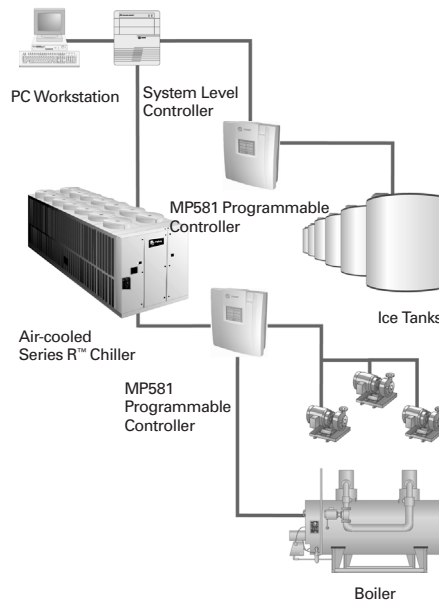 PC Workstation
System Level
Controller
MP581 Programmable
Controller
Ice Tanks
Air-cooled
Series R™ Chiller
MP581
Programmable
Controller
Boiler